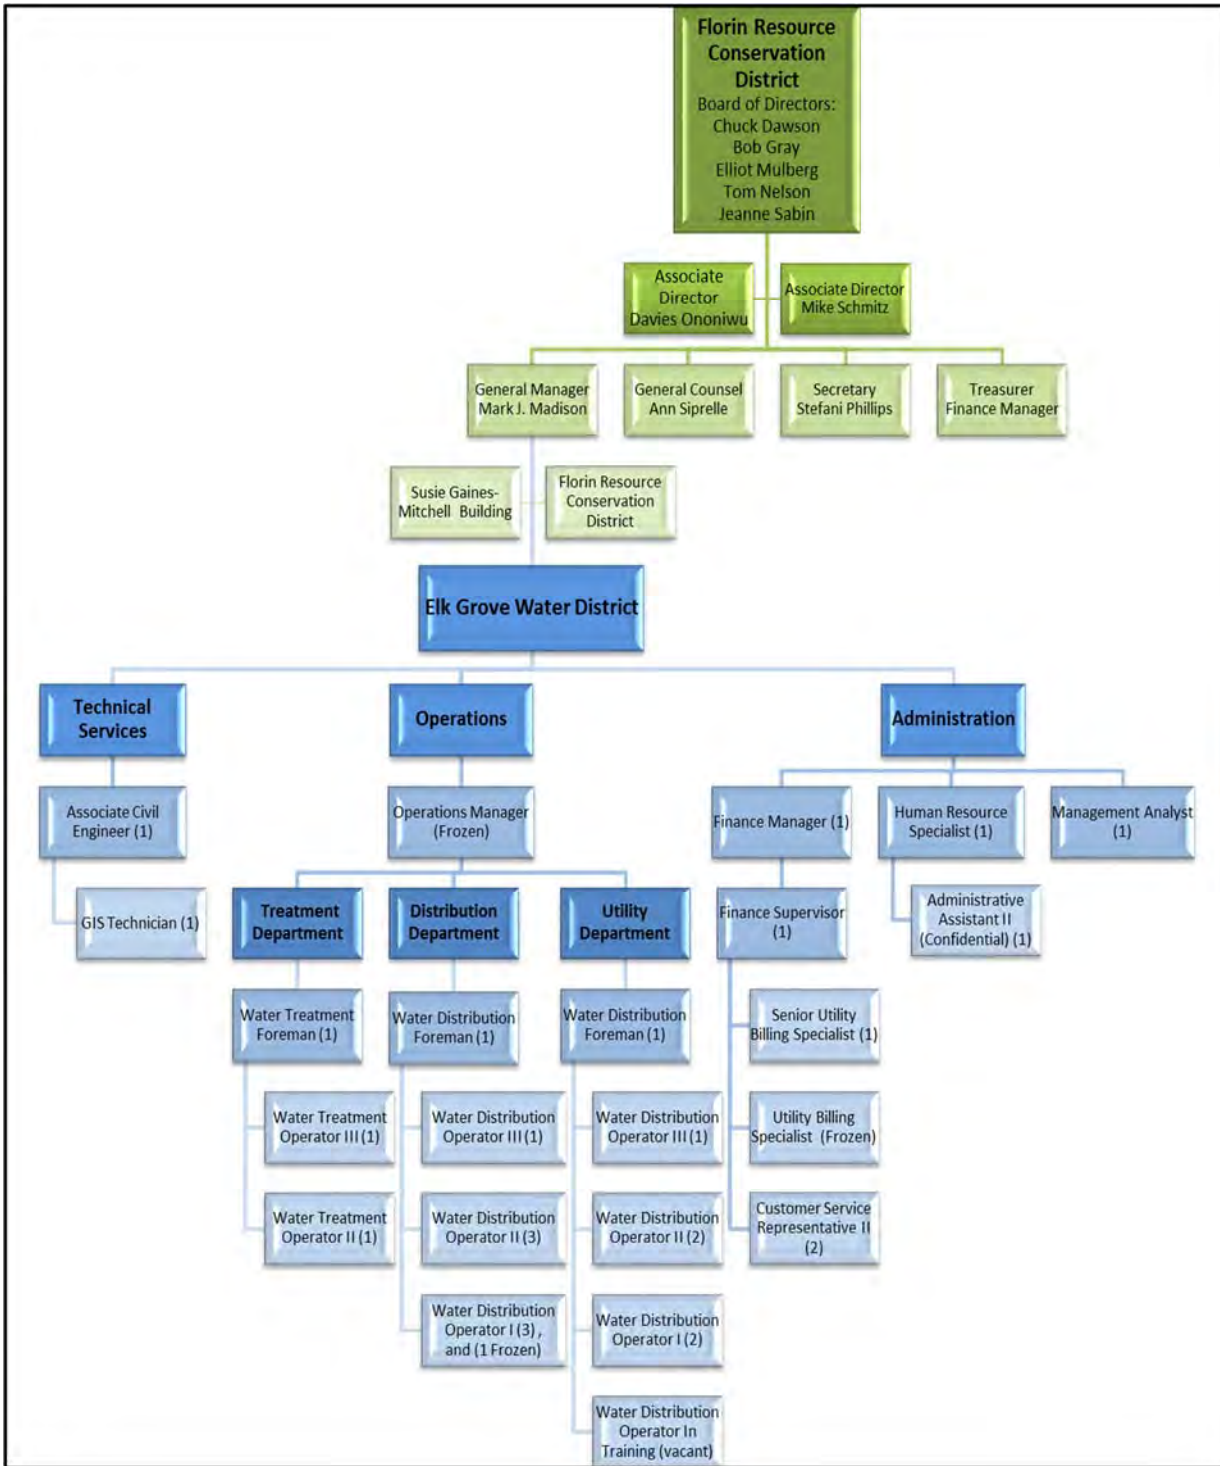 Florin Resource
Conservation
District
Board of Directors:
Chuck Dawson
Bob Gray
Elliot Mulberg
Tom Nelson
Jeanne Sabin
Associate
Director
Davies Ononiwu
Associate Director
Mike Schmitz
General Manager
Mark J. Madison
General Counsel
Ann Siprelle
Secretary
Stefani Phillips
Treasurer
Finance Manager
Susie Gaines-
Mitchell Building
Florin Resource
Conservation
District
Elk Grove Water District
Technical
Services
Operations
Administration
Associate Civil
Engineer (1)
Operations Manager
(Frozen)
Finance Manager (1)
Human Resource
Specialist (1)
Management Analyst
(1)
GIS Technician (1)
Treatment
Department
Distribution
Department
Utility
Department
Finance Supervisor
(1)
Administrative
Assistant II
(Confidential) (1)
Water Treatment
Foreman (1)
Water Distribution
Foreman (1)
Water Distribution
Foreman (1)
Senior Utility
Billing Specialist (1)
Water Treatment
Operator III (1)
Water Distribution
Operator III (1)
Water Distribution
Operator III (1)
Utility Billing
Specialist (Frozen)
Water Treatment
Operator II (1)
Water Distribution
Operator II (3)
Water Distribution
Operator II (2)
Customer Service
Representative II
(2)
Water Distribution
Operator I (3) ,
and (1 Frozen)
Water Distribution
Operator I (2)
Water Distribution
Operator In
Training (vacant)